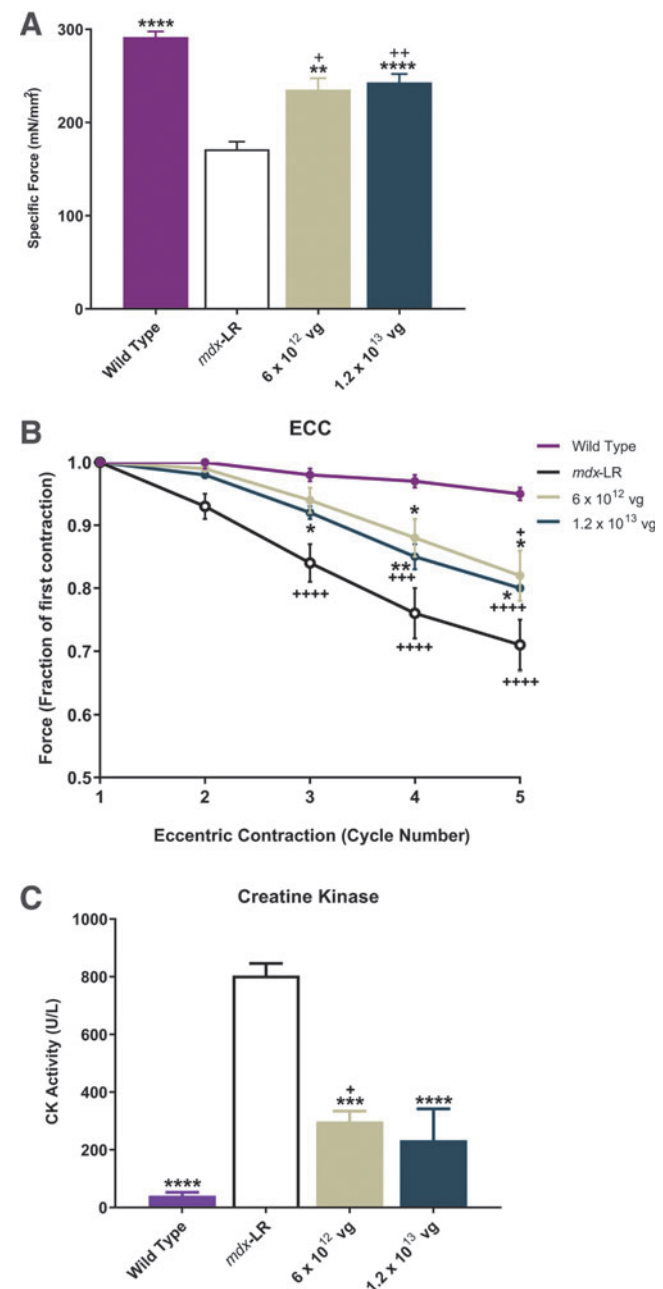 A
****
+
**
++
****
300
200
100
0
Specific Force (mN/mm²)
Wild Type
mdx-LR
6 x 10¹² vg
1.2 x 10¹³ vg
B
ECC
Wild Type
mdx-LR
6 x 10¹² vg
1.2 x 10¹³ vg
1.0
0.9
0.8
0.7
0.6
0.5
Force (Fraction of first contraction)
*
++++
*
**
+++
++++
+
*
*
++++
++++
1 2 3 4 5
Eccentric Contraction (Cycle Number)
C
Creatine Kinase
1000
800
600
400
200
0
CK Activity (U/L)
****
+
***
****
Wild Type
mdx-LR
6 x 10¹² vg
1.2 x 10¹³ vg